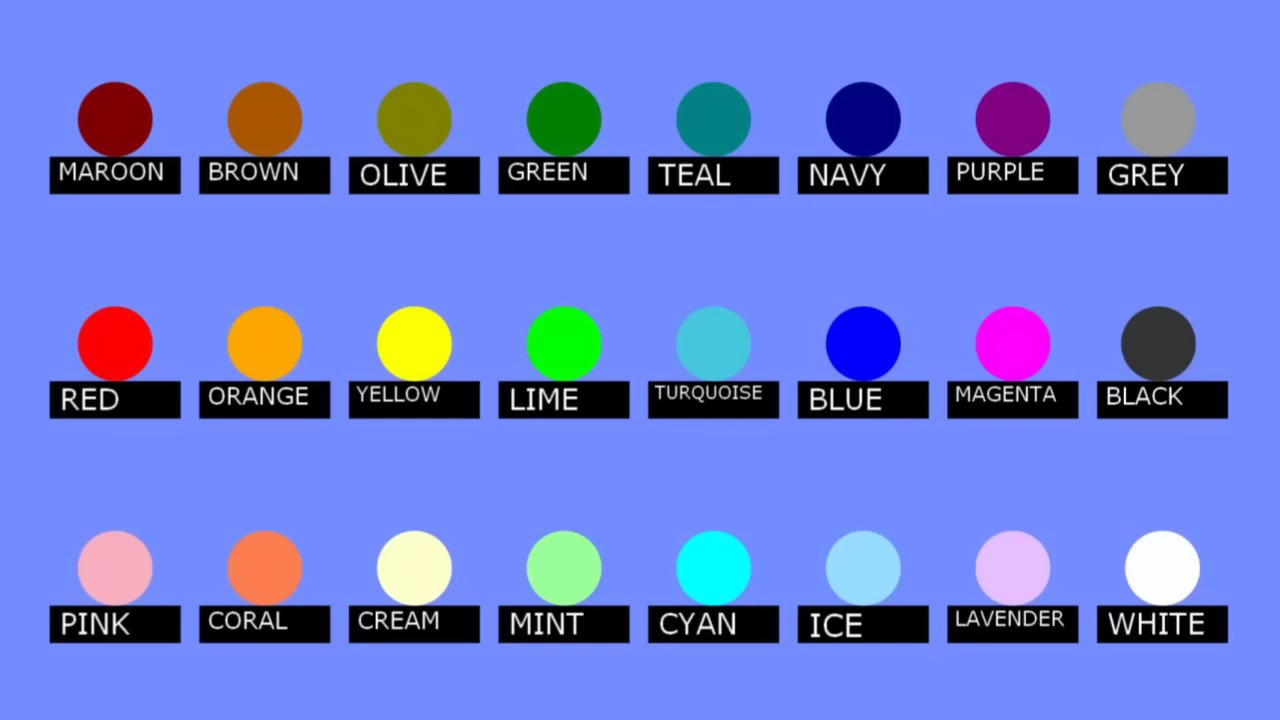 MAROON BROWN OLIVE GREEN TEAL NAVY PURPLE GREY
RED ORANGE YELLOW LIME TURQUOISE BLUE MAGENTA BLACK
PINK CORAL CREAM MINT CYAN ICE LAVENDER WHITE